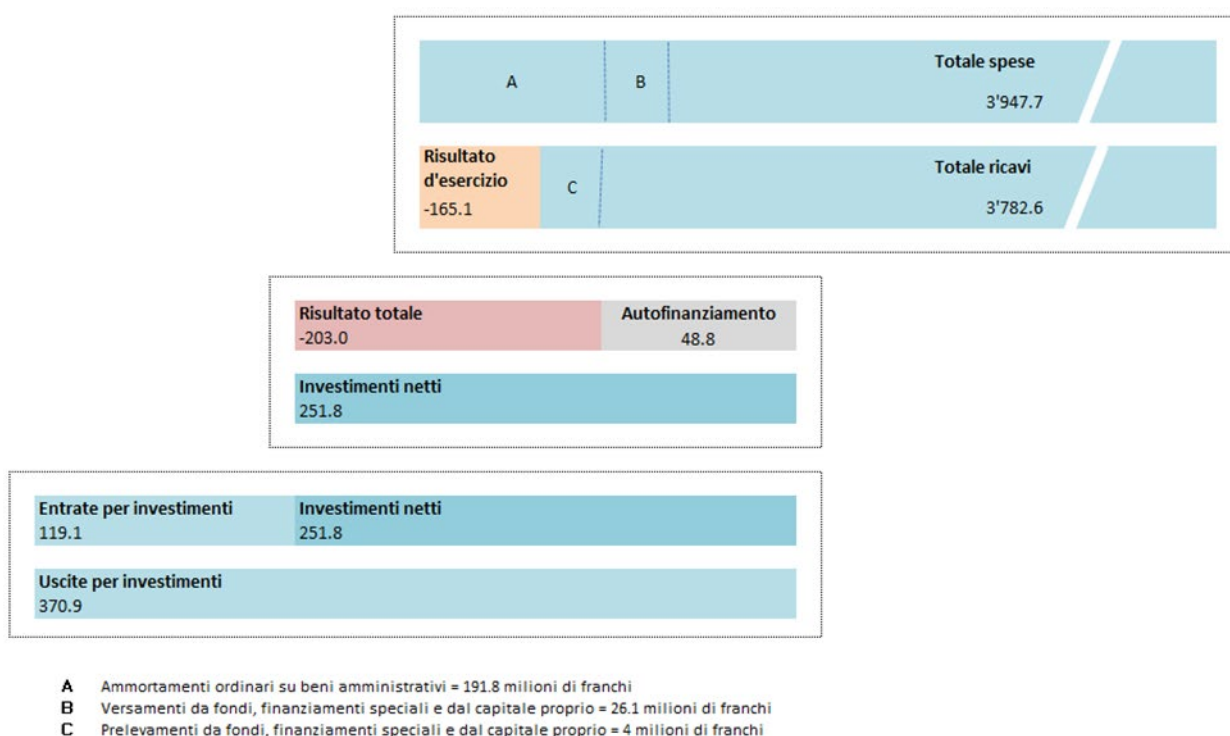 A
B
Totale spese
3'947.7
Risultato
d'esercizio
-165.1
C
Totale ricavi
3'782.6
Risultato totale
-203.0
Autofinanziamento
48.8
Investimenti netti
251.8
Entrate per investimenti
119.1
Investimenti netti
251.8
Uscite per investimenti
370.9
A Ammortamenti ordinari su beni amministrativi = 191.8 milioni di franchi
B Versamenti da fondi, finanziamenti speciali e dal capitale proprio = 26.1 milioni di franchi
C Prelevamenti da fondi, finanziamenti speciali e dal capitale proprio = 4 milioni di franchi